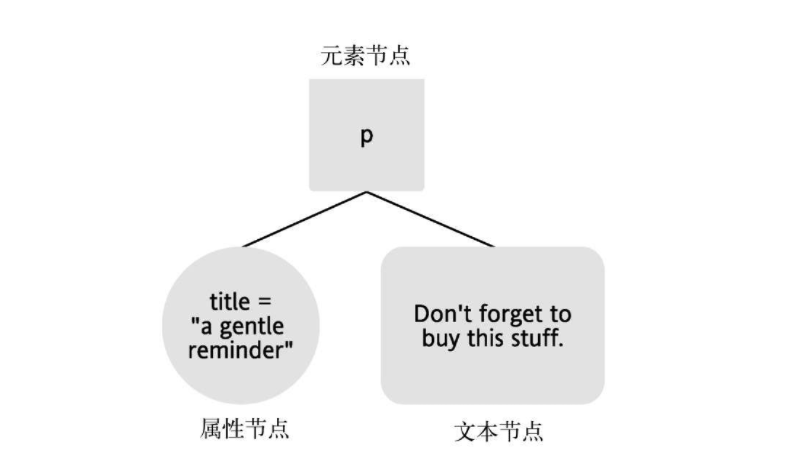 元素节点
p
title =
"a gentle
reminder"
Don't forget to
buy this stuff.
属性节点
文本节点